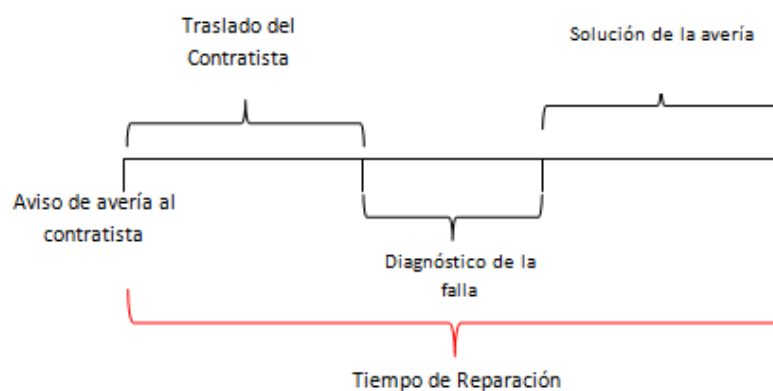 Traslado del
Contratista
Solución de la avería
Aviso de avería al
contratista
Diagnóstico de la
falla
Tiempo de Reparación